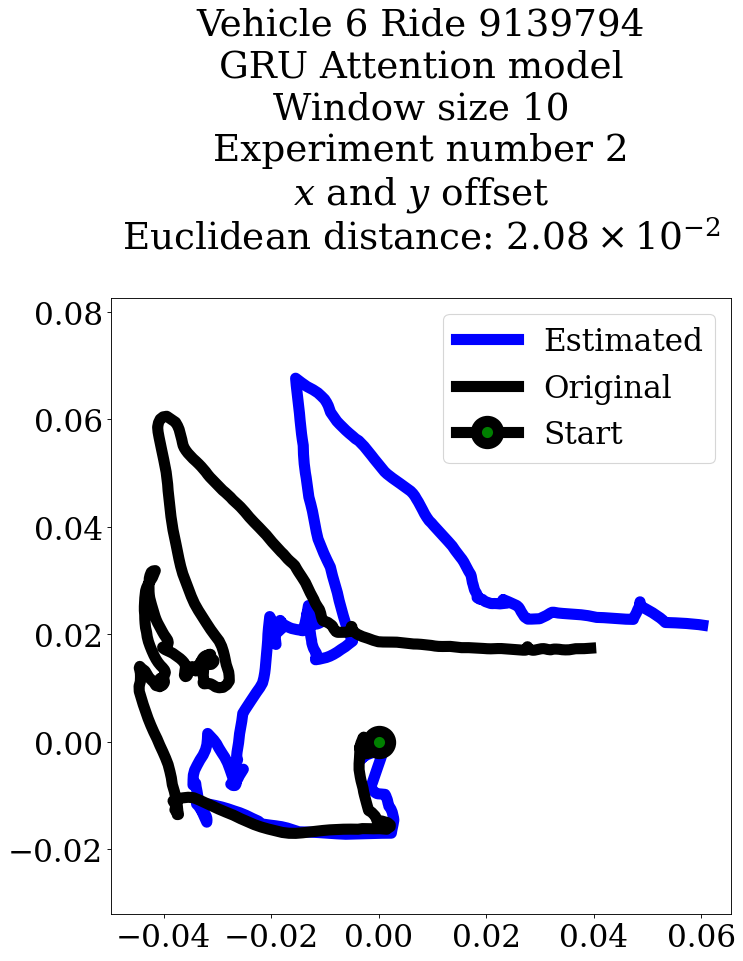 Vehicle 6 Ride 9139794
GRU Attention model
Window size 10
Experiment number 2
x and y offset
Euclidean distance: 2.08 × 10⁻²
0.08
0.06
0.04
0.02
0.00
−0.02
Estimated
Original
Start
−0.04 −0.02 0.00 0.02 0.04 0.06